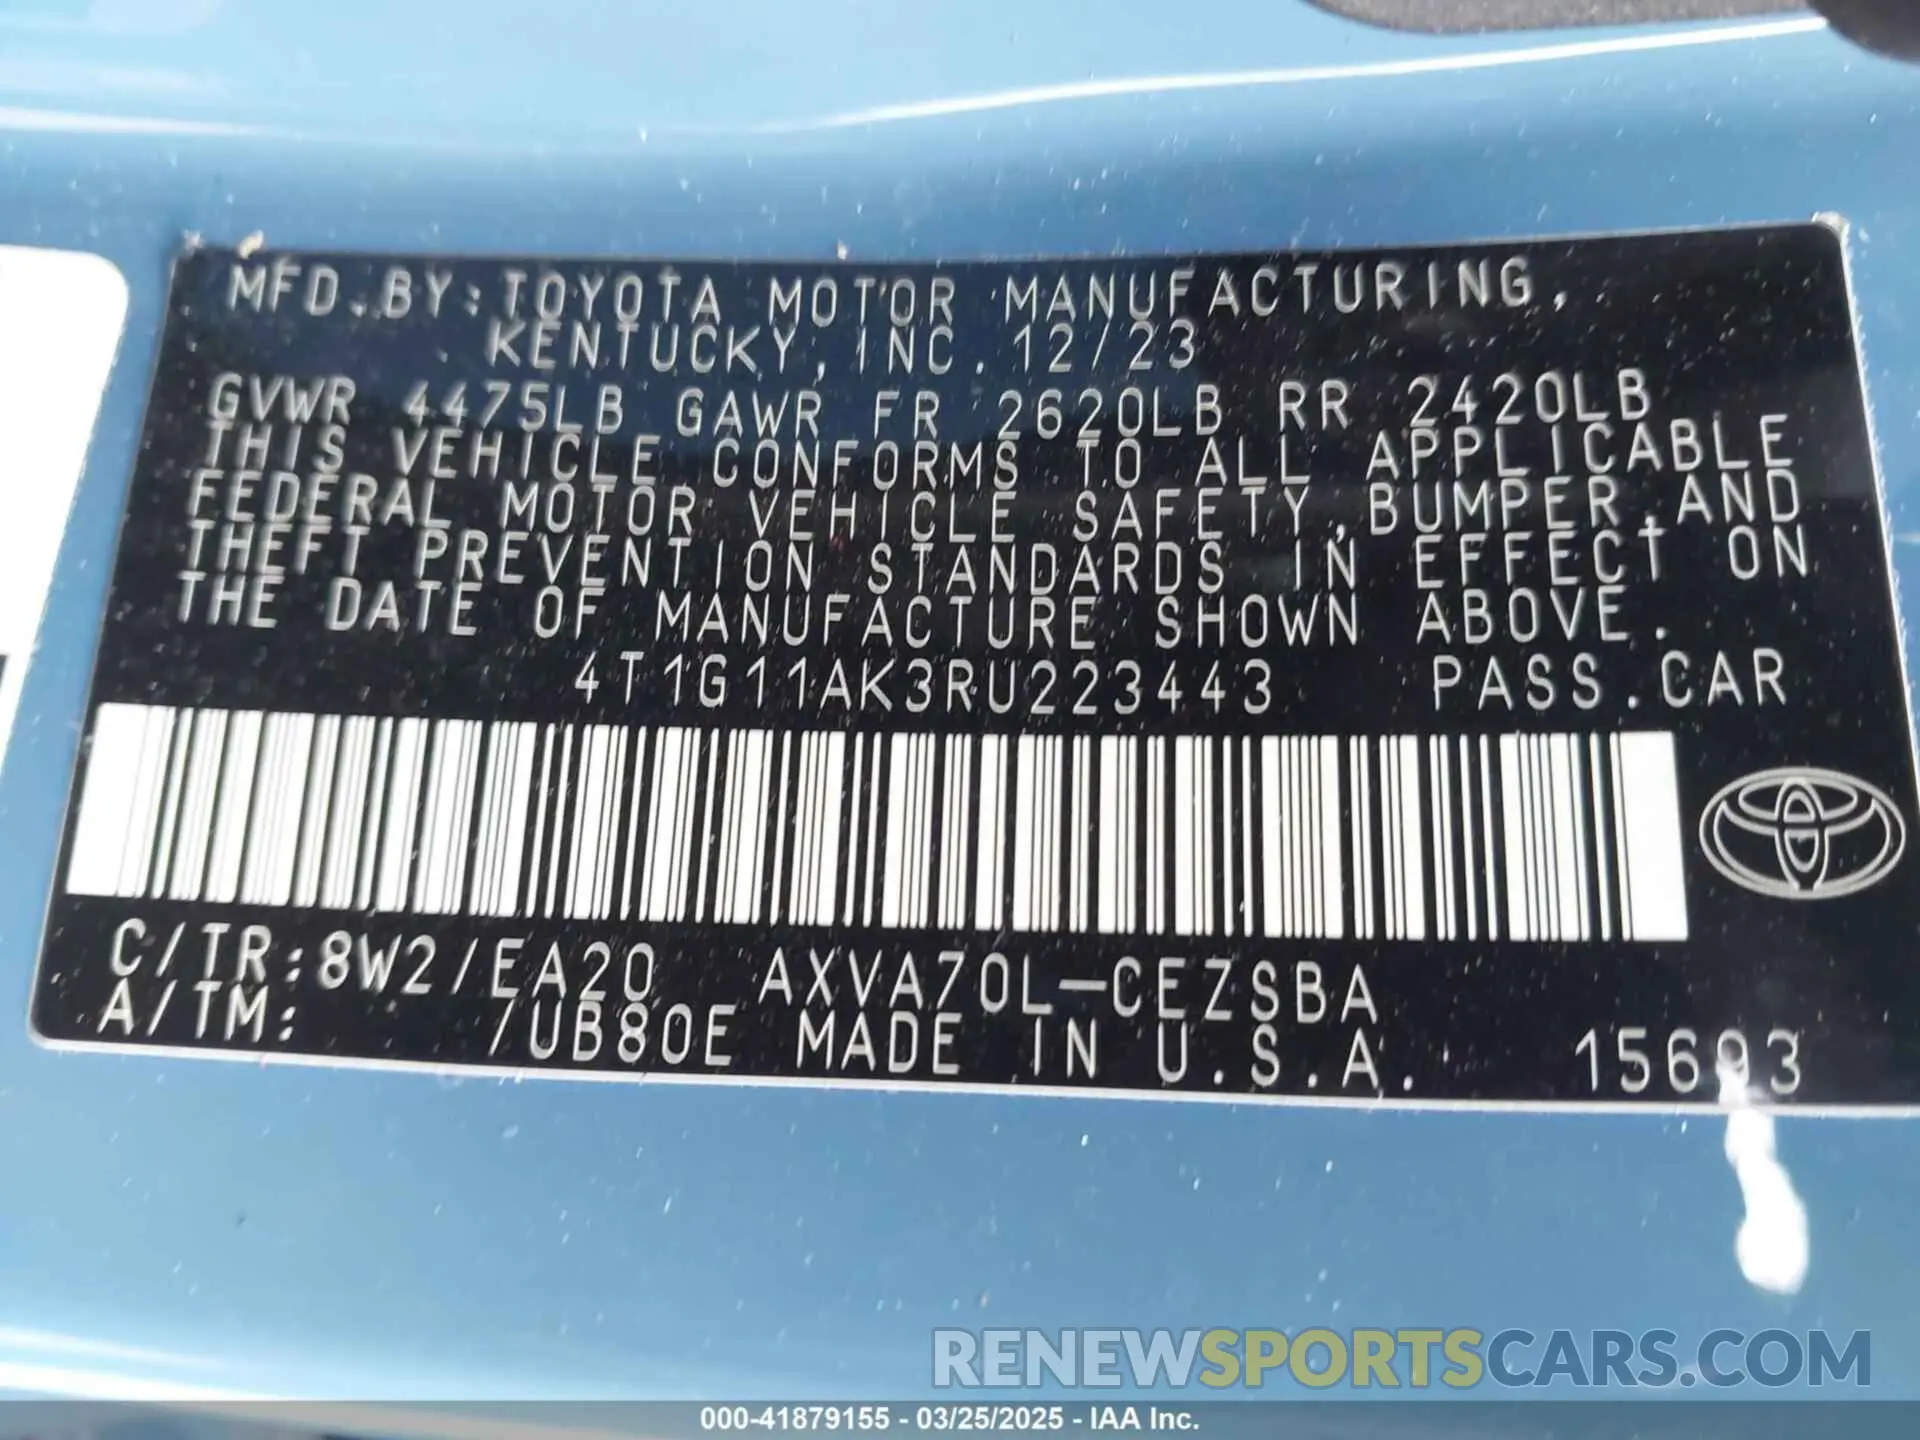 MFD. BY: TOYOTA MOTOR MANUFACTURING,
KENTUCKY, INC. 12/23
GVWR 4475LB GAWR FR 2620LB RR 2420LB
THIS VEHICLE CONFORMS TO ALL APPLICABLE
FEDERAL MOTOR VEHICLE SAFETY, BUMPER, AND
THEFT PREVENTION STANDARDS IN EFFECT ON
THE DATE OF MANUFACTURE SHOWN ABOVE.
4T1G11AK3RU223443 PASS. CAR
C/TR: 8W2/EA20 AXVA70L-CEZSBA
A/TM: /UB80E MADE IN U.S.A.
RENEWSPORTSCARS.COM
000-41879155 - 03/25/2025 - IAA Inc.